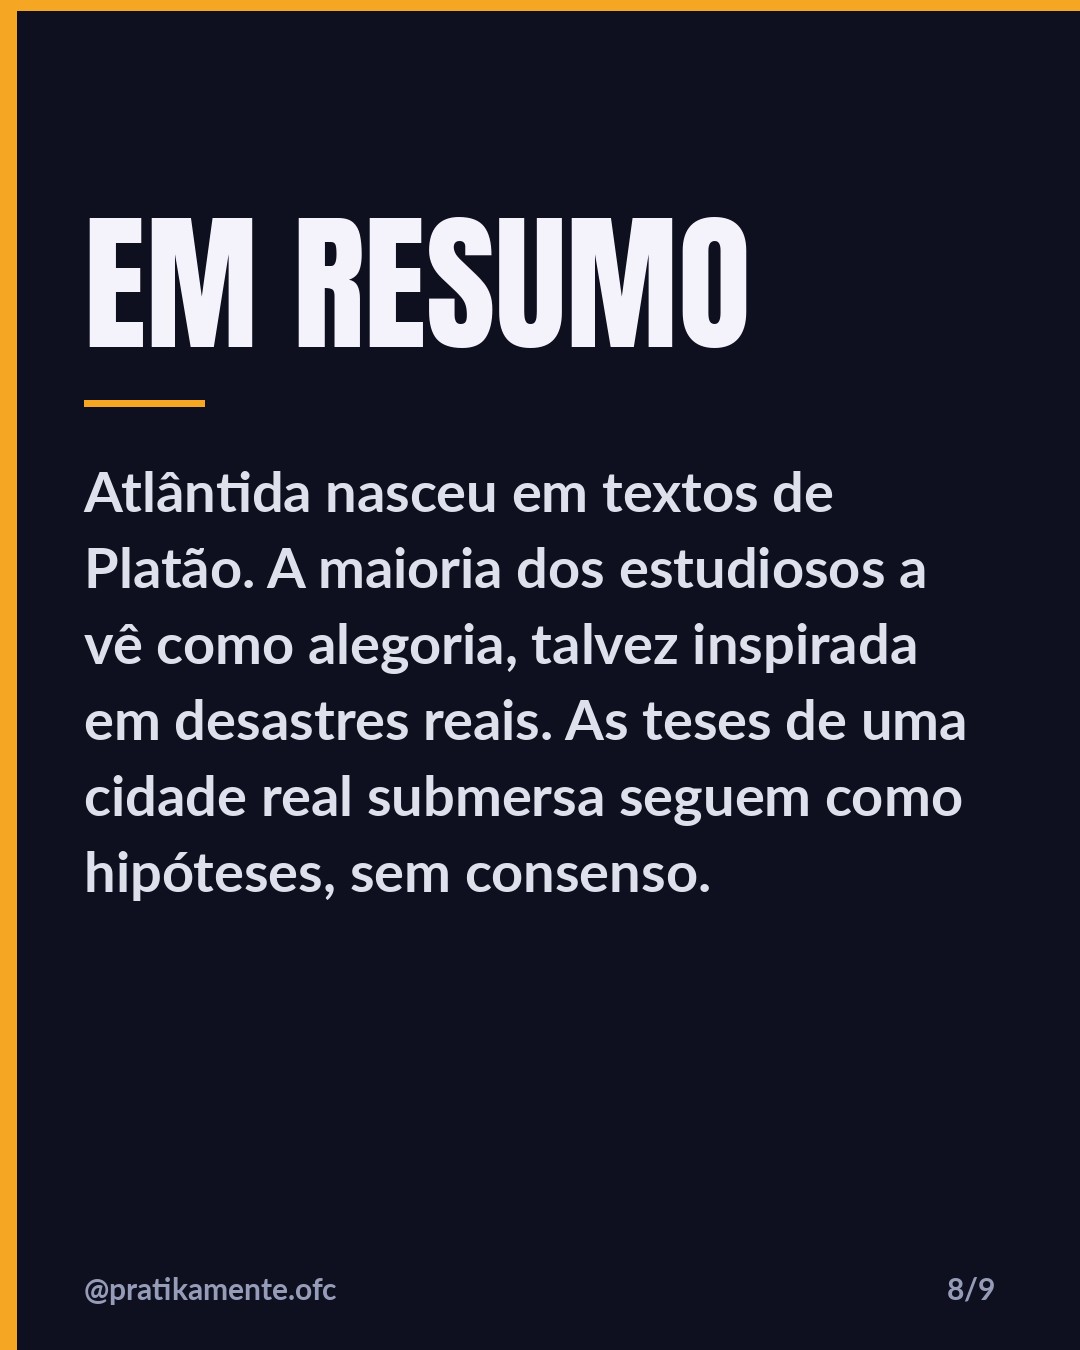 EM RESUMO
Atlântida nasceu em textos de
Platão. A maioria dos estudiosos a
vê como alegoria, talvez inspirada
em desastres reais. As teses de uma
cidade real submersa seguem como
hipóteses, sem consenso.
@pratikamente.ofc
8/9